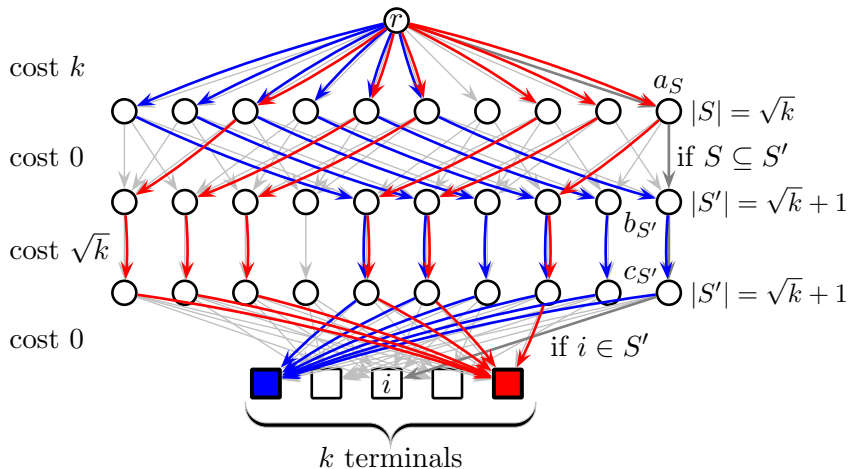 r
cost k
a_S
|S| = √k
cost 0
if S ⊆ S′
|S′| = √k + 1
b_{S′}
cost √k
c_{S′}
|S′| = √k + 1
cost 0
if i ∈ S′
i
k terminals